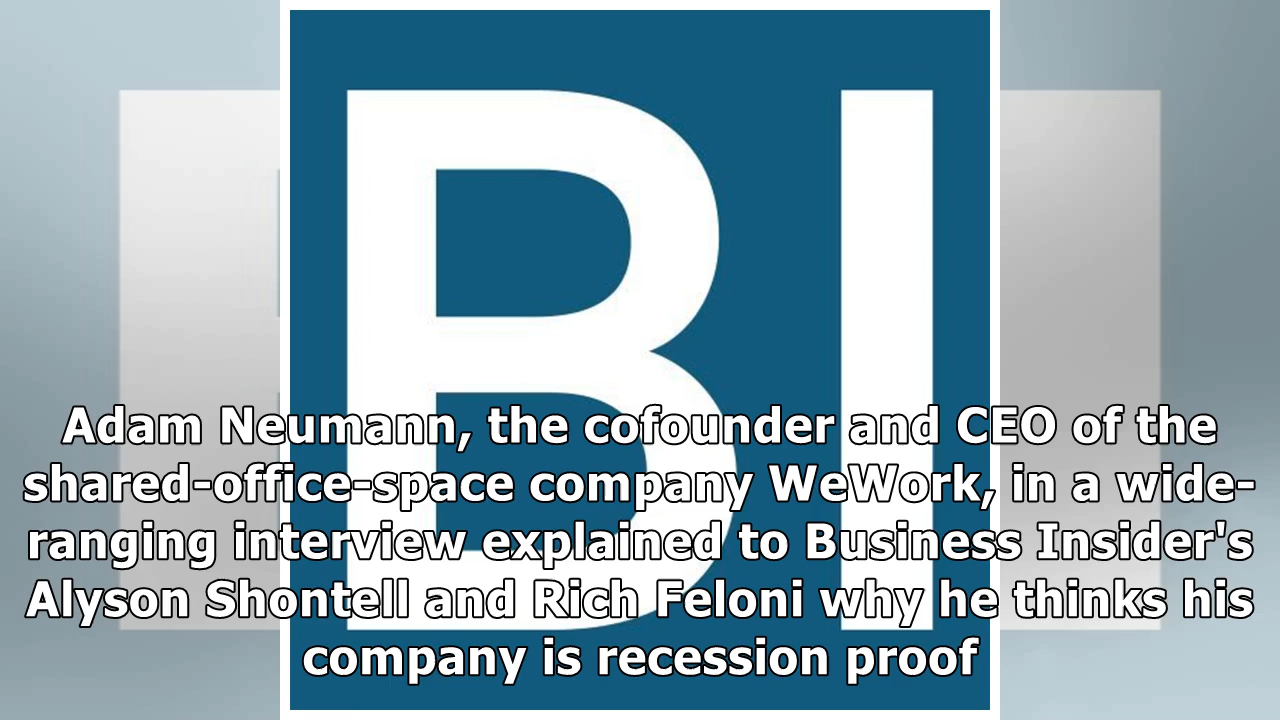 BI
Adam Neumann, the cofounder and CEO of the
shared-office-space company WeWork, in a wide-
ranging interview explained to Business Insider's
Alyson Shontell and Rich Feloni why he thinks his
company is recession proof